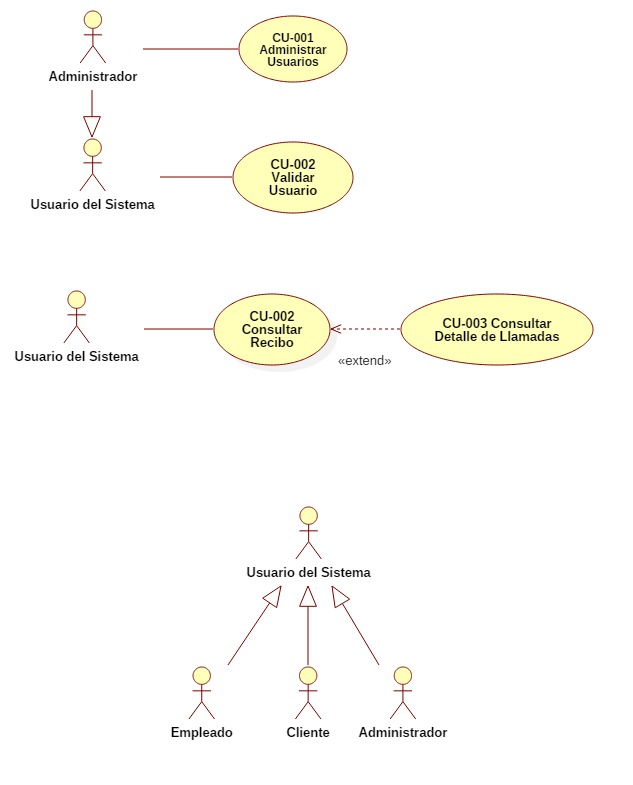 CU-001
Administrar
Usuarios
Administrador
CU-002
Validar
Usuario
Usuario del Sistema
CU-002
Consultar
Recibo
CU-003 Consultar
Detalle de Llamadas
Usuario del Sistema
«extend»
Usuario del Sistema
Empleado
Cliente
Administrador